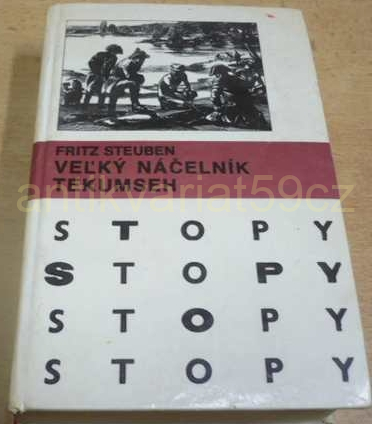 FRITZ STEUBEN
VEĽKÝ NÁČELNÍK
TEKUMSEH
antikvariat59cz
STOPY
STOPY
STOPY
STOPY